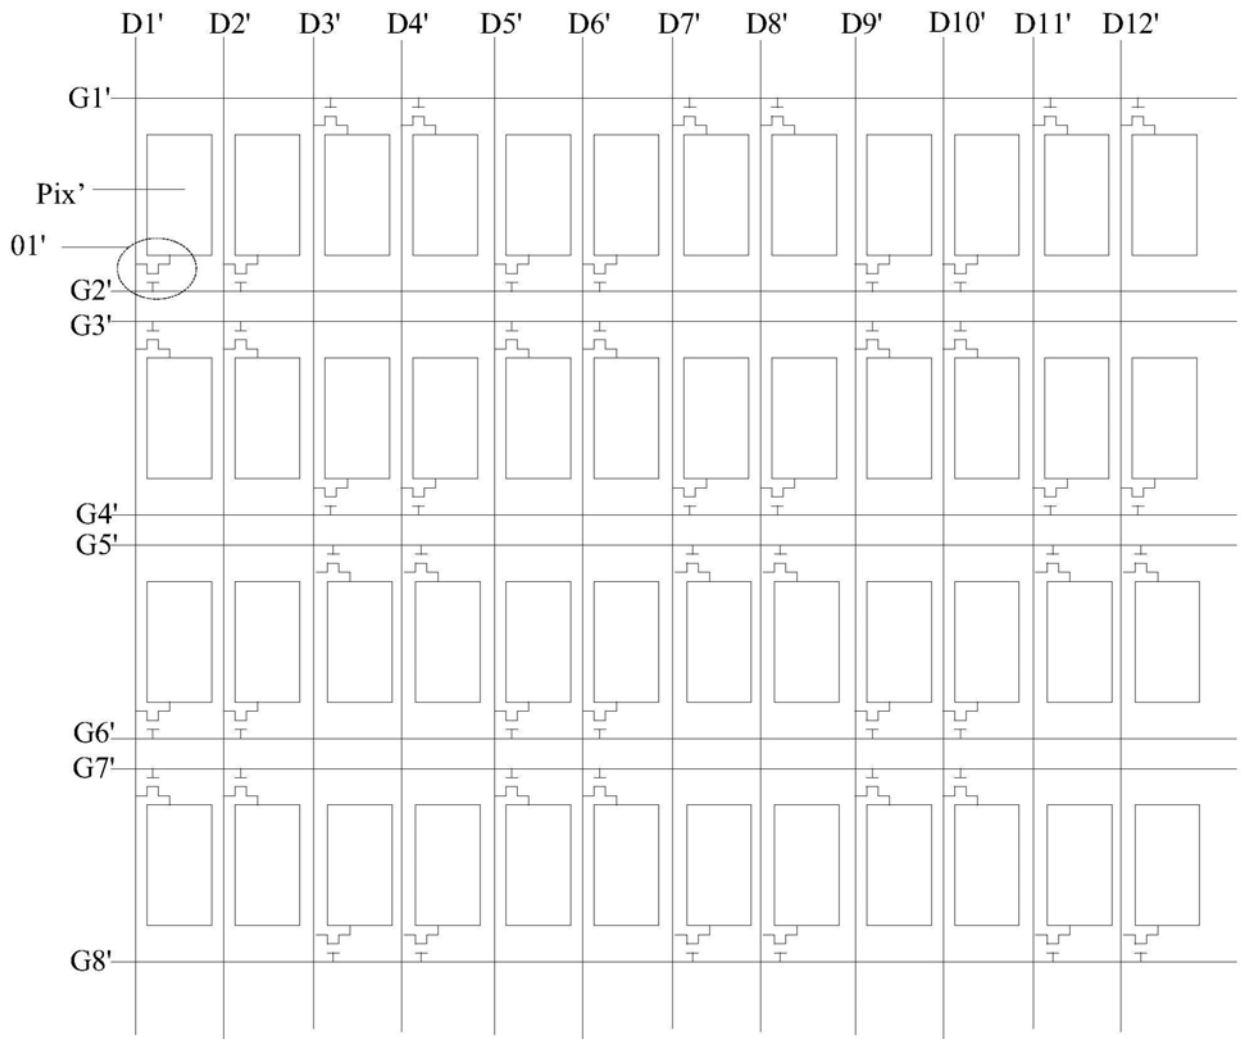 D1' D2' D3' D4' D5' D6' D7' D8' D9' D10' D11' D12'
G1'
Pix’
01'
G2'
G3'
G4'
G5'
G6'
G7'
G8'